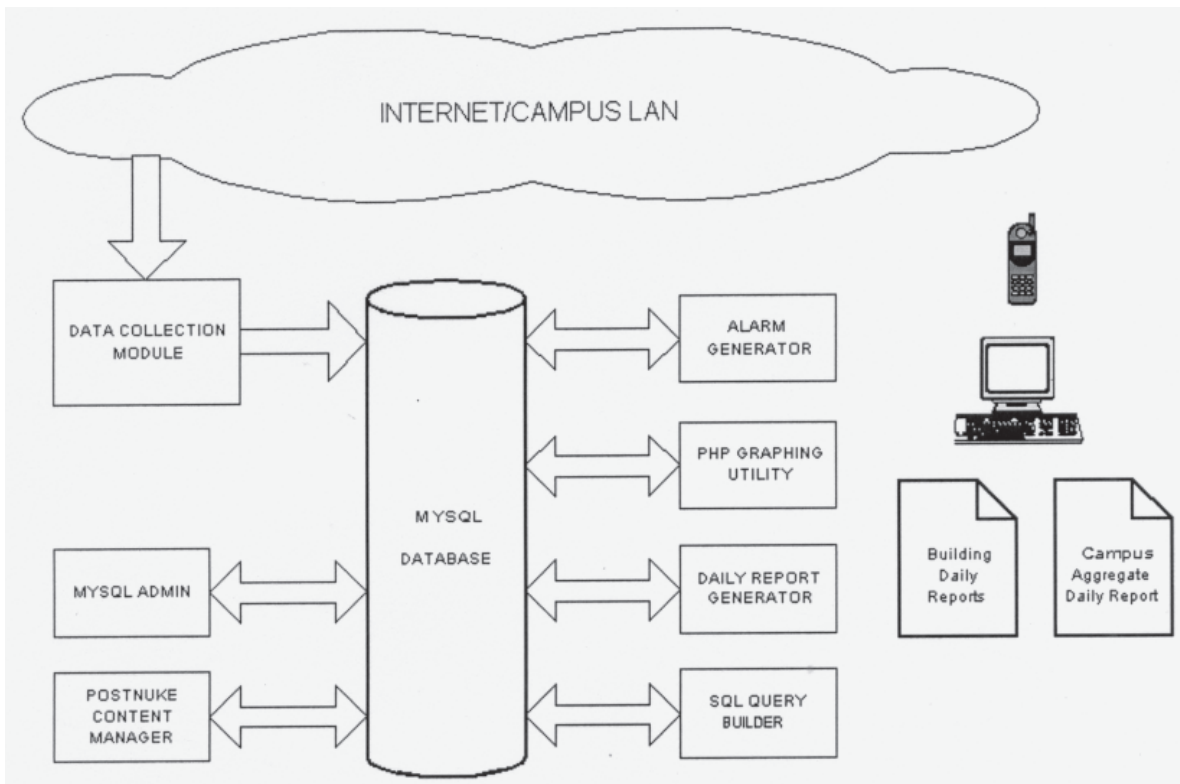 INTERNET/CAMPUS LAN
DATA COLLECTION
MODULE
ALARM
GENERATOR
PHP GRAPHING
UTILITY
MYSQL
DATABASE
MYSQL ADMIN
DAILY REPORT
GENERATOR
Building
Daily
Reports
Campus
Aggregate
Daily Report
POSTNUKE
CONTENT
MANAGER
SQL QUERY
BUILDER